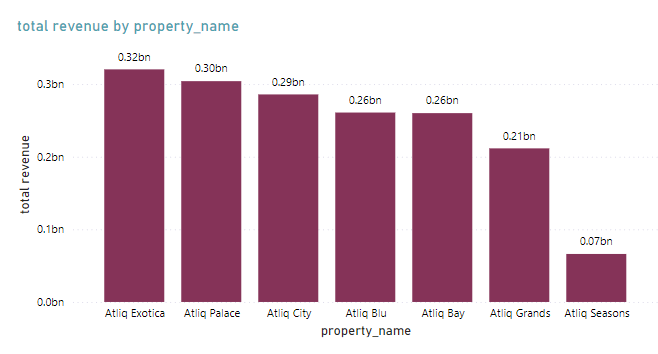 total revenue by property_name
0.32bn
0.30bn
0.29bn
0.26bn
0.26bn
0.21bn
0.07bn
0.3bn
0.2bn
0.1bn
0.0bn
total revenue
Atliq Exotica
Atliq Palace
Atliq City
Atliq Blu
Atliq Bay
Atliq Grands
Atliq Seasons
property_name